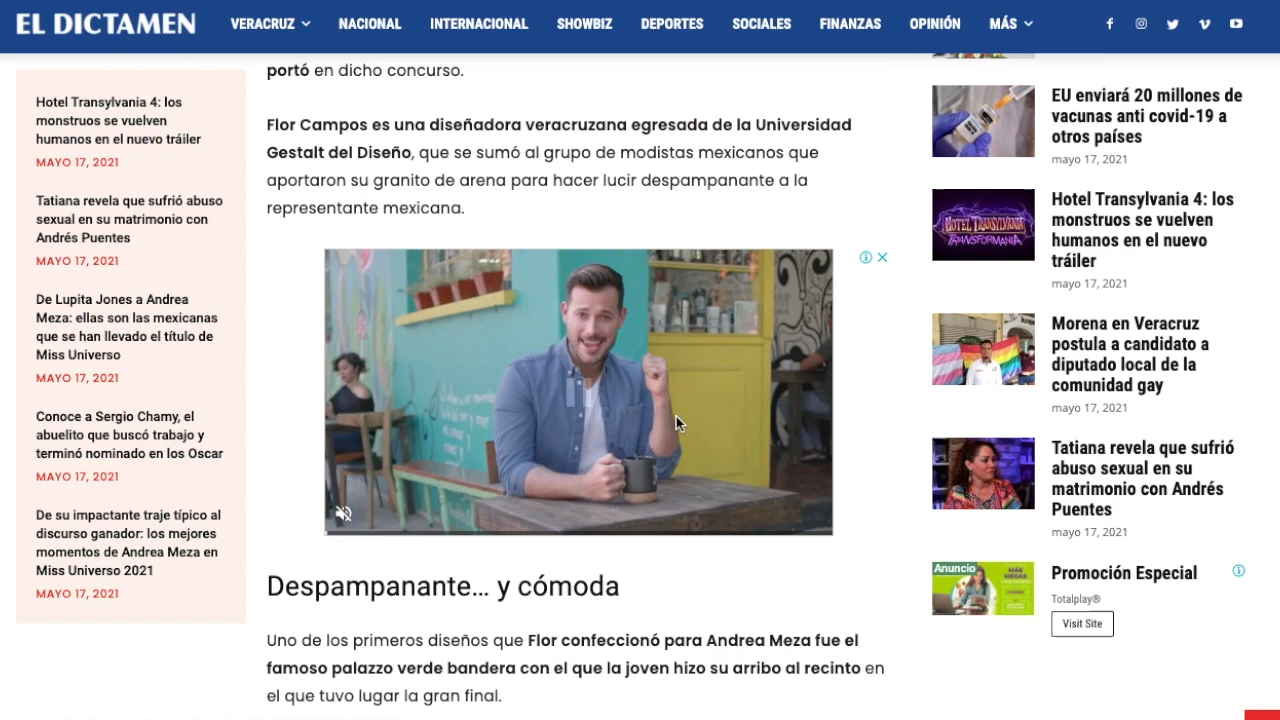 EL DICTAMEN
VERACRUZ
NACIONAL
INTERNACIONAL
SHOWBIZ
DEPORTES
SOCIALES
FINANZAS
OPINIÓN
MÁS
Hotel Transylvania 4: los
monstruos se vuelven
humanos en el nuevo tráiler
MAYO 17, 2021
Tatiana revela que sufrió abuso
sexual en su matrimonio con
Andrés Puentes
MAYO 17, 2021
De Lupita Jones a Andrea
Meza: ellas son las mexicanas
que se han llevado el título de
Miss Universo
MAYO 17, 2021
Conoce a Sergio Chamy, el
abuelito que buscó trabajo y
terminó nominado en los Oscar
MAYO 17, 2021
De su impactante traje típico al
discurso ganador: los mejores
momentos de Andrea Meza en
Miss Universo 2021
MAYO 17, 2021
portó en dicho concurso.
Flor Campos es una diseñadora veracruzana egresada de la Universidad
Gestalt del Diseño, que se sumó al grupo de modistas mexicanos que
aportaron su granito de arena para hacer lucir despampanante a la
representante mexicana.
Despampanante... y cómoda
Uno de los primeros diseños que Flor confeccionó para Andrea Meza fue el
famoso palazzo verde bandera con el que la joven hizo su arribo al recinto en
el que tuvo lugar la gran final.
EU enviará 20 millones de
vacunas anti covid-19 a
otros países
mayo 17, 2021
HOTEL TRANSYLVANIA
TRANSFORMANIA
Hotel Transylvania 4: los
monstruos se vuelven
humanos en el nuevo
tráiler
mayo 17, 2021
Morena en Veracruz
postula a candidato a
diputado local de la
comunidad gay
mayo 17, 2021
Tatiana revela que sufrió
abuso sexual en su
matrimonio con Andrés
Puentes
mayo 17, 2021
Anuncio
MÁS
MEGAS
Promoción Especial
Totalplay®
Visit Site